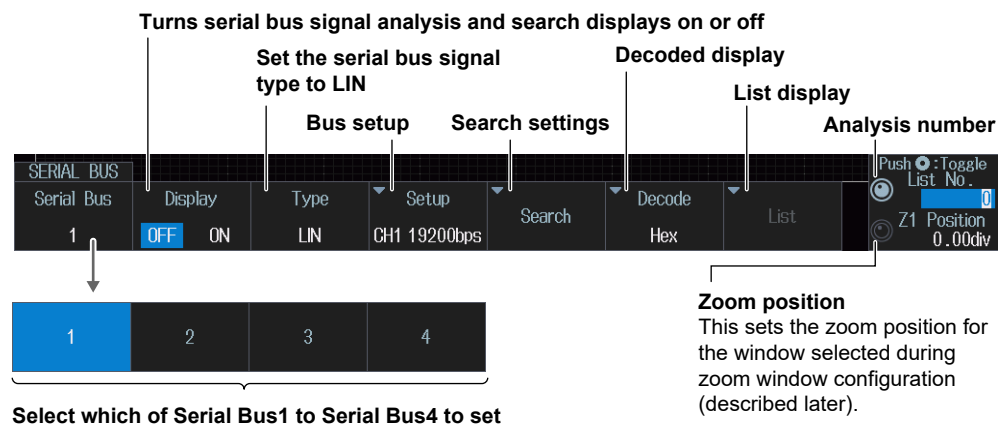 Turns serial bus signal analysis and search displays on or off
Set the serial bus signal
type to LIN
Decoded display
List display
Bus setup
Search settings
Analysis number
SERIAL BUS
Serial Bus
1
Display
OFF ON
Type
LIN
Setup
CH1 19200bps
Search
Decode
Hex
List
Push :Toggle
List No.
0
Z1 Position
0.00div
1
2
3
4
Select which of Serial Bus1 to Serial Bus4 to set
Zoom position
This sets the zoom position for
the window selected during
zoom window configuration
(described later).